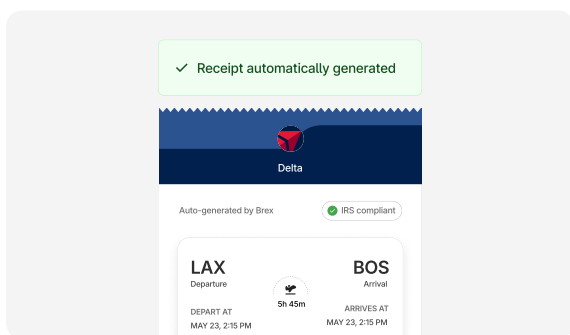 Receipt automatically generated
Delta
Auto-generated by Brex
IRS compliant
LAX
BOS
Departure
Arrival
5h 45m
DEPART AT
ARRIVES AT
MAY 23, 2:15 PM
MAY 23, 2:15 PM